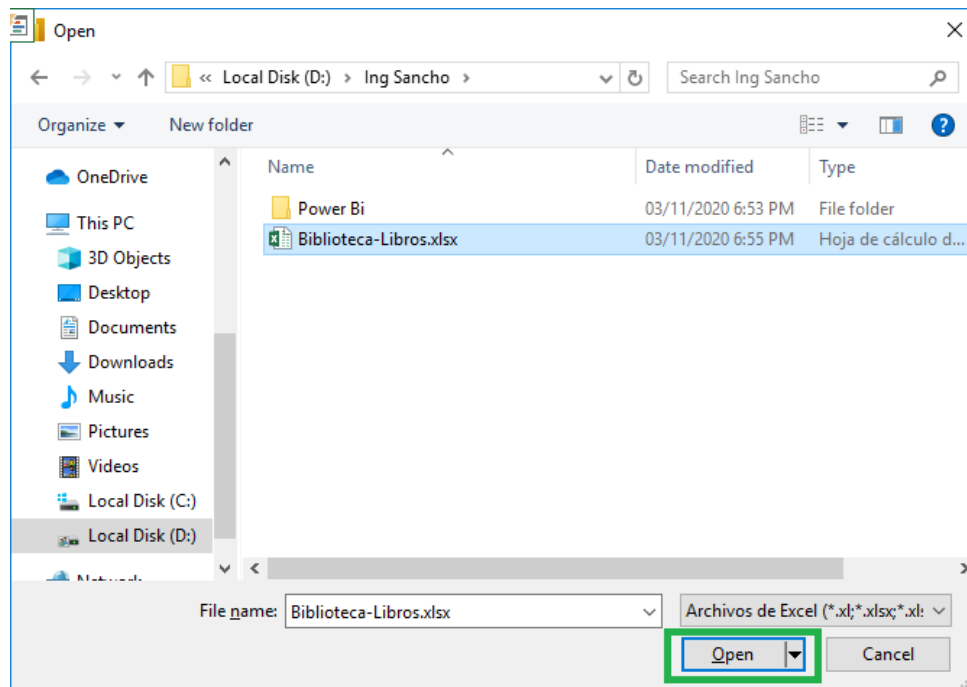 Open
« Local Disk (D:) > Ing Sancho >
Search Ing Sancho
Organize
New folder
Name
Date modified
Type
OneDrive
This PC
3D Objects
Desktop
Documents
Downloads
Music
Pictures
Videos
Local Disk (C:)
Local Disk (D:)
Power Bi 03/11/2020 6:53 PM File folder
Biblioteca-Libros.xlsx 03/11/2020 6:55 PM Hoja de cálculo d...
File name: Biblioteca-Libros.xlsx
Archivos de Excel (*.xl;*.xlsx;*.xl
Open
Cancel